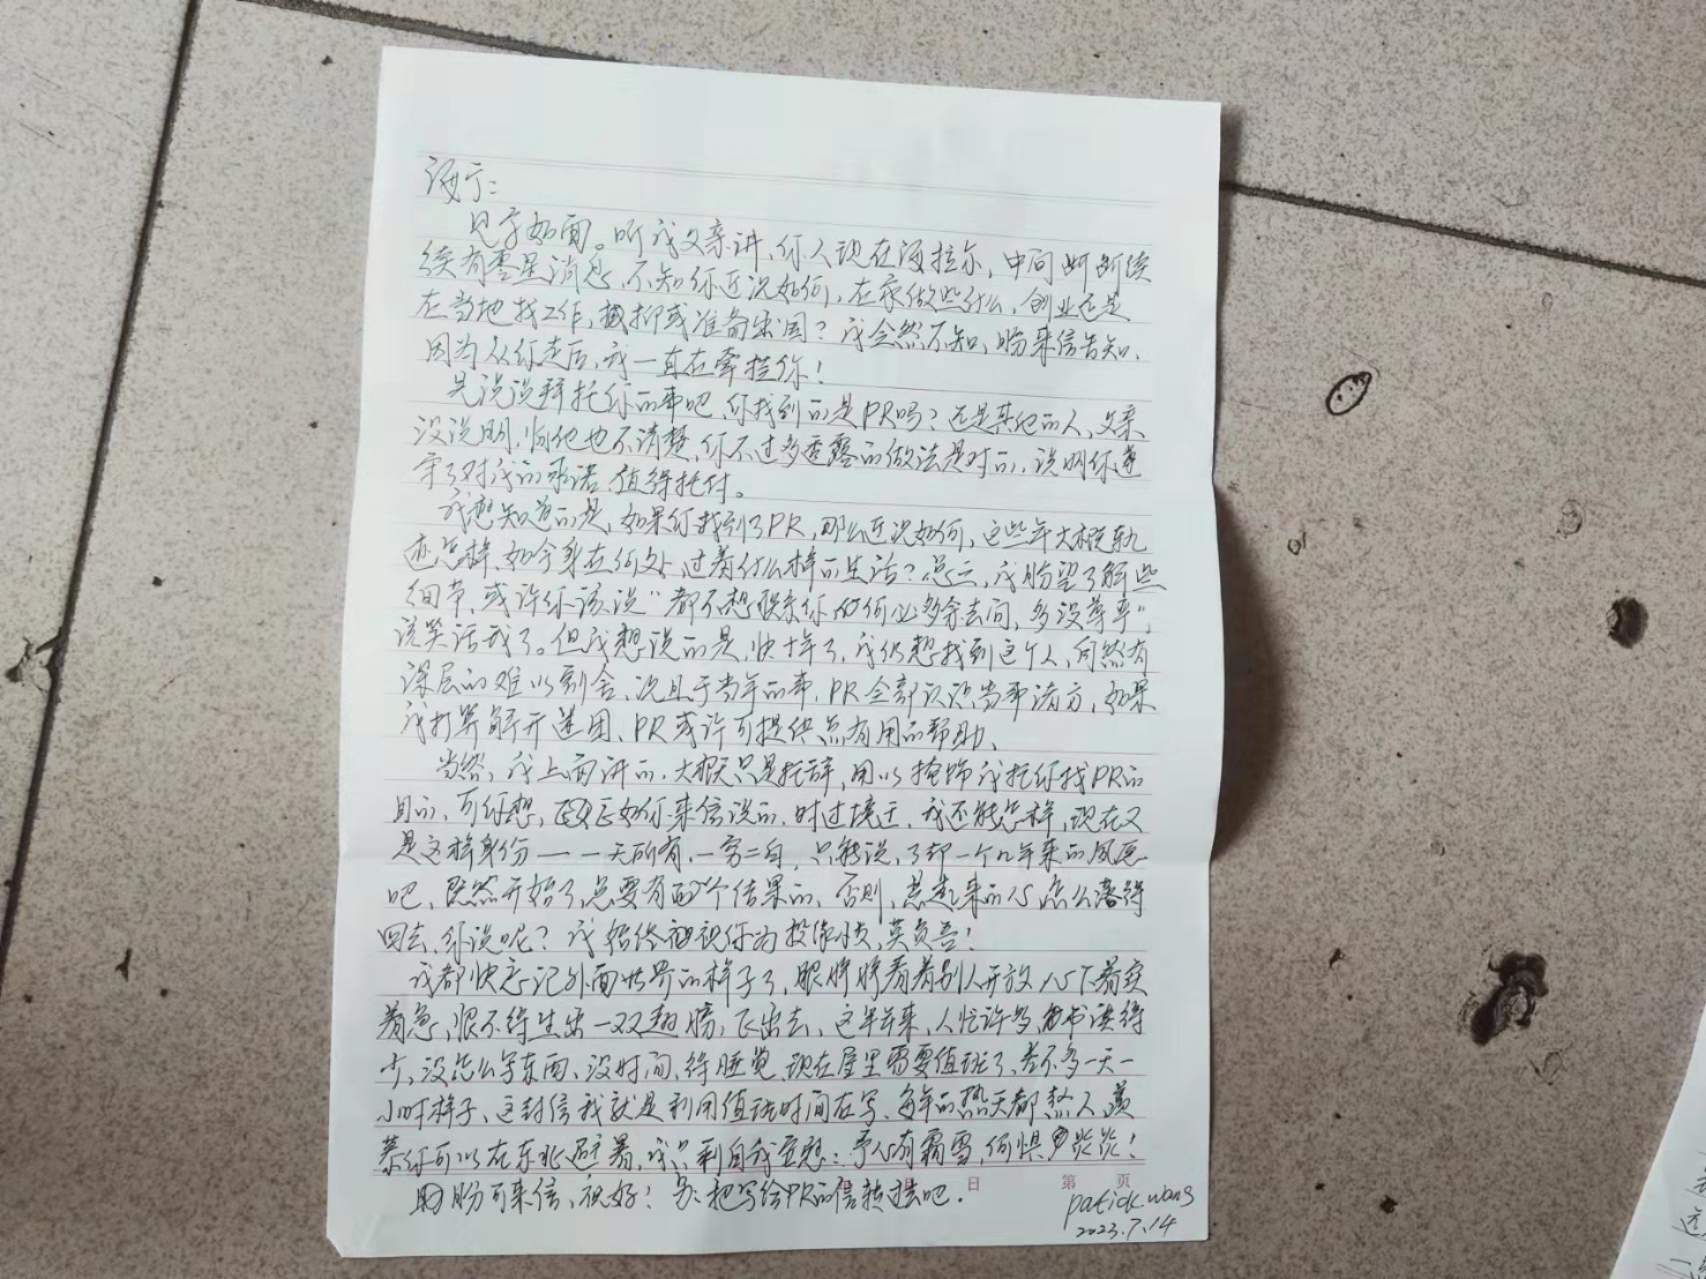 海宁：
见字如面。听我父亲讲，你人现在海拉尔，中间断断续
续有零星消息，不知你近况如何，在家做些什么，创业还是
在当地找工作，抑或准备出国？我全然不知，盼来信告知，
因为从你走后，我一直在牵挂你！
先说说拜托你的事吧，你找到的是PR吗？还是其他的人，父亲
没说明，怕他也不清楚，你不过多透露的做法是对的，说明你遵
守了对我的承诺，值得托付。
我想知道的是，如果你找到了PR，那么近况如何，这些年大概轨
迹怎样，如今身在何处，过着什么样的生活？总之，我盼望了解些
细节，或许你该说“都不想联系你，何必多余去问，多没尊严”，
说笑话我了。但我想说的是，快十年了，我仍想找到这个人，固然有
深层的难以割舍，况且于当年的事，PR全部认识当事诸方，如果
我打算解开迷团，PR或许可提供点有用的帮助、
当然，我上面讲的，大概只是托辞，用以掩饰我托你找PR的
目的，可你想，正如你来信说的，时过境迁，我还能怎样，现在又
是这样身份——一无所有，一穷二白，只能说，了却一个几年来的夙愿
吧，既然开始了，总要有个结果的，否则，悬起来的心怎么落得
回去，你说呢？我始终视你为挚友，莫负吾！
我都快忘记外面世界的样子了，眼睁睁看着别人开放，心下着实
着急，恨不得生出一双翅膀，飞出去，这半年来，人忙许多，书读得
少，没怎么写东西，没时间，得睡觉，现在屋里需要值班了，差不多一天一
小时样子，这封信我就是利用值班时间在写，每年的热天都熬人，羡
慕你可以在东北避暑，我只剩自我宽慰：予心有霜雪，何惧炎炎！
盼可来信，祝好！另：把写给PR的信转过去吧．
日 第 页
patick.wang
2023.7.14